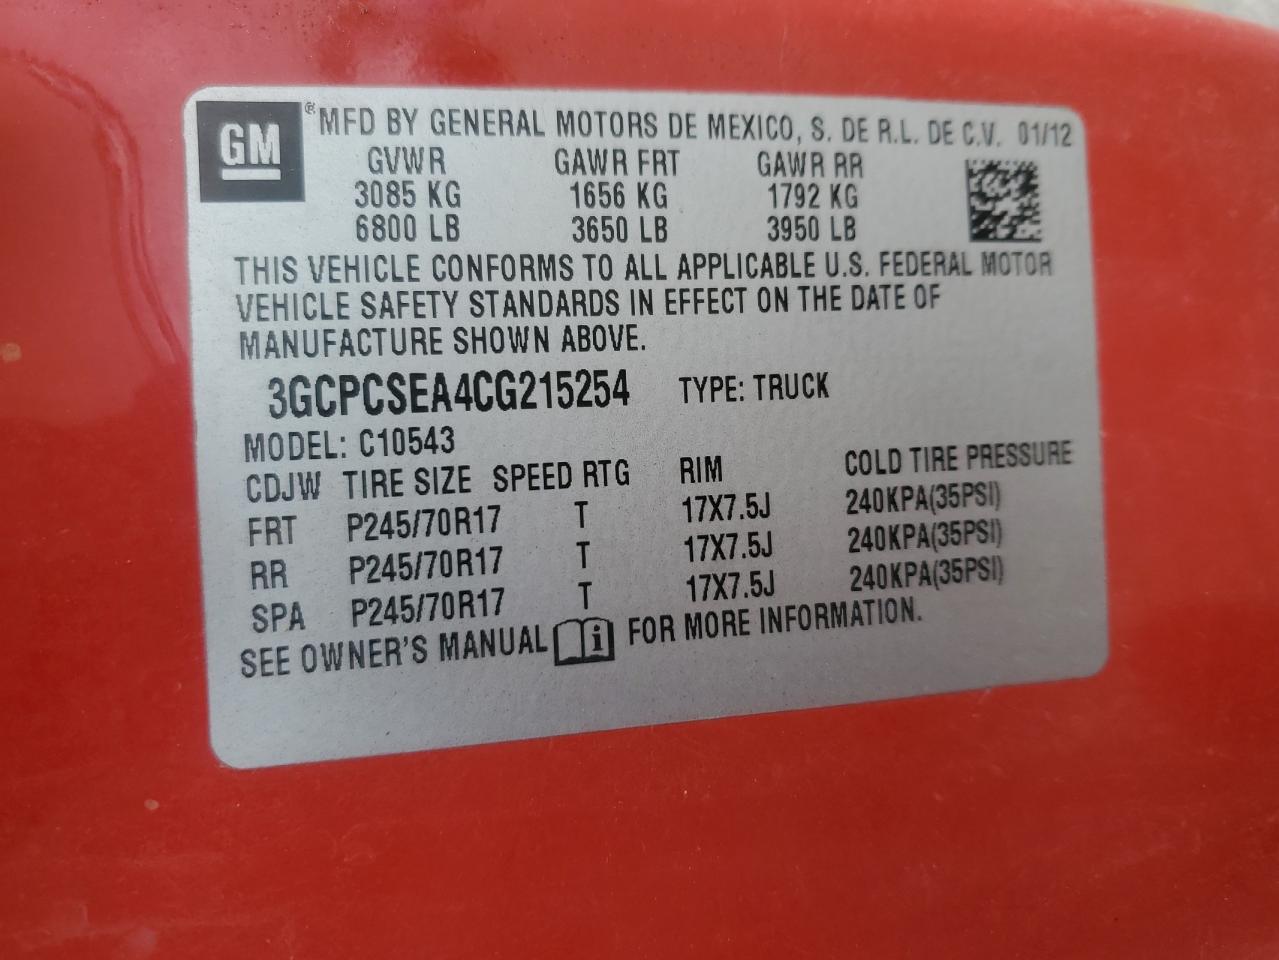 GM ® MFD BY GENERAL MOTORS DE MEXICO, S. DE R.L. DE C.V. 01/12
GVWR GAWR FRT GAWR RR
3085 KG 1656 KG 1792 KG
6800 LB 3650 LB 3950 LB
THIS VEHICLE CONFORMS TO ALL APPLICABLE U.S. FEDERAL MOTOR
VEHICLE SAFETY STANDARDS IN EFFECT ON THE DATE OF
MANUFACTURE SHOWN ABOVE.
3GCPCSEA4CG215254 TYPE: TRUCK
MODEL: C10543
CDJW TIRE SIZE SPEED RTG RIM COLD TIRE PRESSURE
FRT P245/70R17 T 17X7.5J 240KPA(35PSI)
RR P245/70R17 T 17X7.5J 240KPA(35PSI)
SPA P245/70R17 T 17X7.5J 240KPA(35PSI)
SEE OWNER'S MANUAL i FOR MORE INFORMATION.